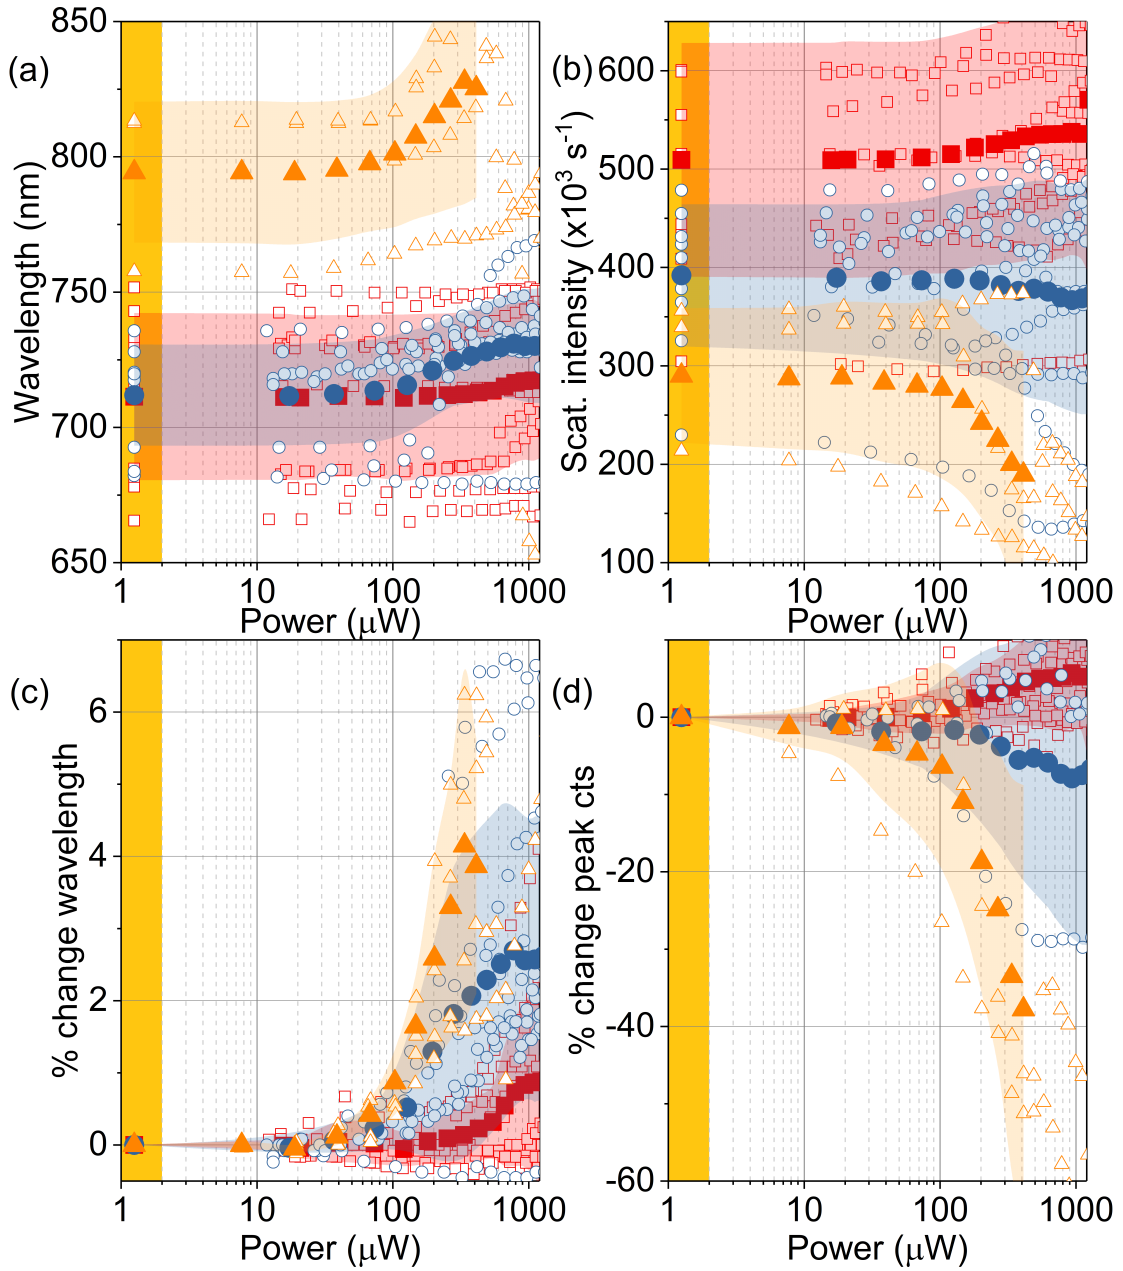 (a)
Wavelength (nm)
850
800
750
700
650
1 10 100 1000
Power (μW)
(b)
Scat. intensity (x10³ s⁻¹)
600
500
400
300
200
100
1 10 100 1000
Power (μW)
(c)
% change wavelength
6
4
2
0
1 10 100 1000
Power (μW)
(d)
% change peak cts
0
-20
-40
-60
1 10 100 1000
Power (μW)